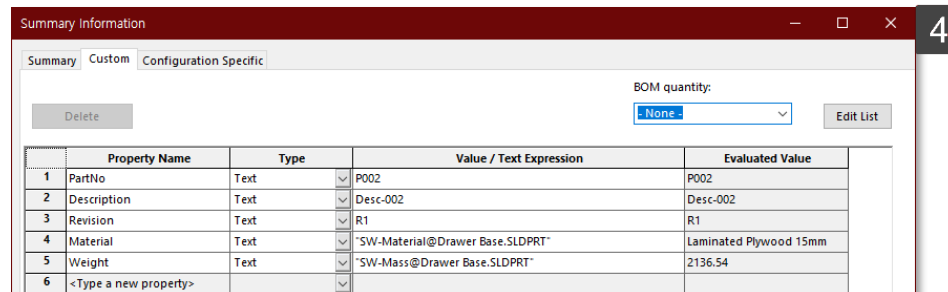 Summary Information
4
Summary Custom Configuration Specific
BOM quantity:
Delete - None - Edit List
Property Name Type Value / Text Expression Evaluated Value
1 PartNo Text P002 P002
2 Description Text Desc-002 Desc-002
3 Revision Text R1 R1
4 Material Text "SW-Material@Drawer Base.SLDPRT" Laminated Plywood 15mm
5 Weight Text "SW-Mass@Drawer Base.SLDPRT" 2136.54
6 <Type a new property>